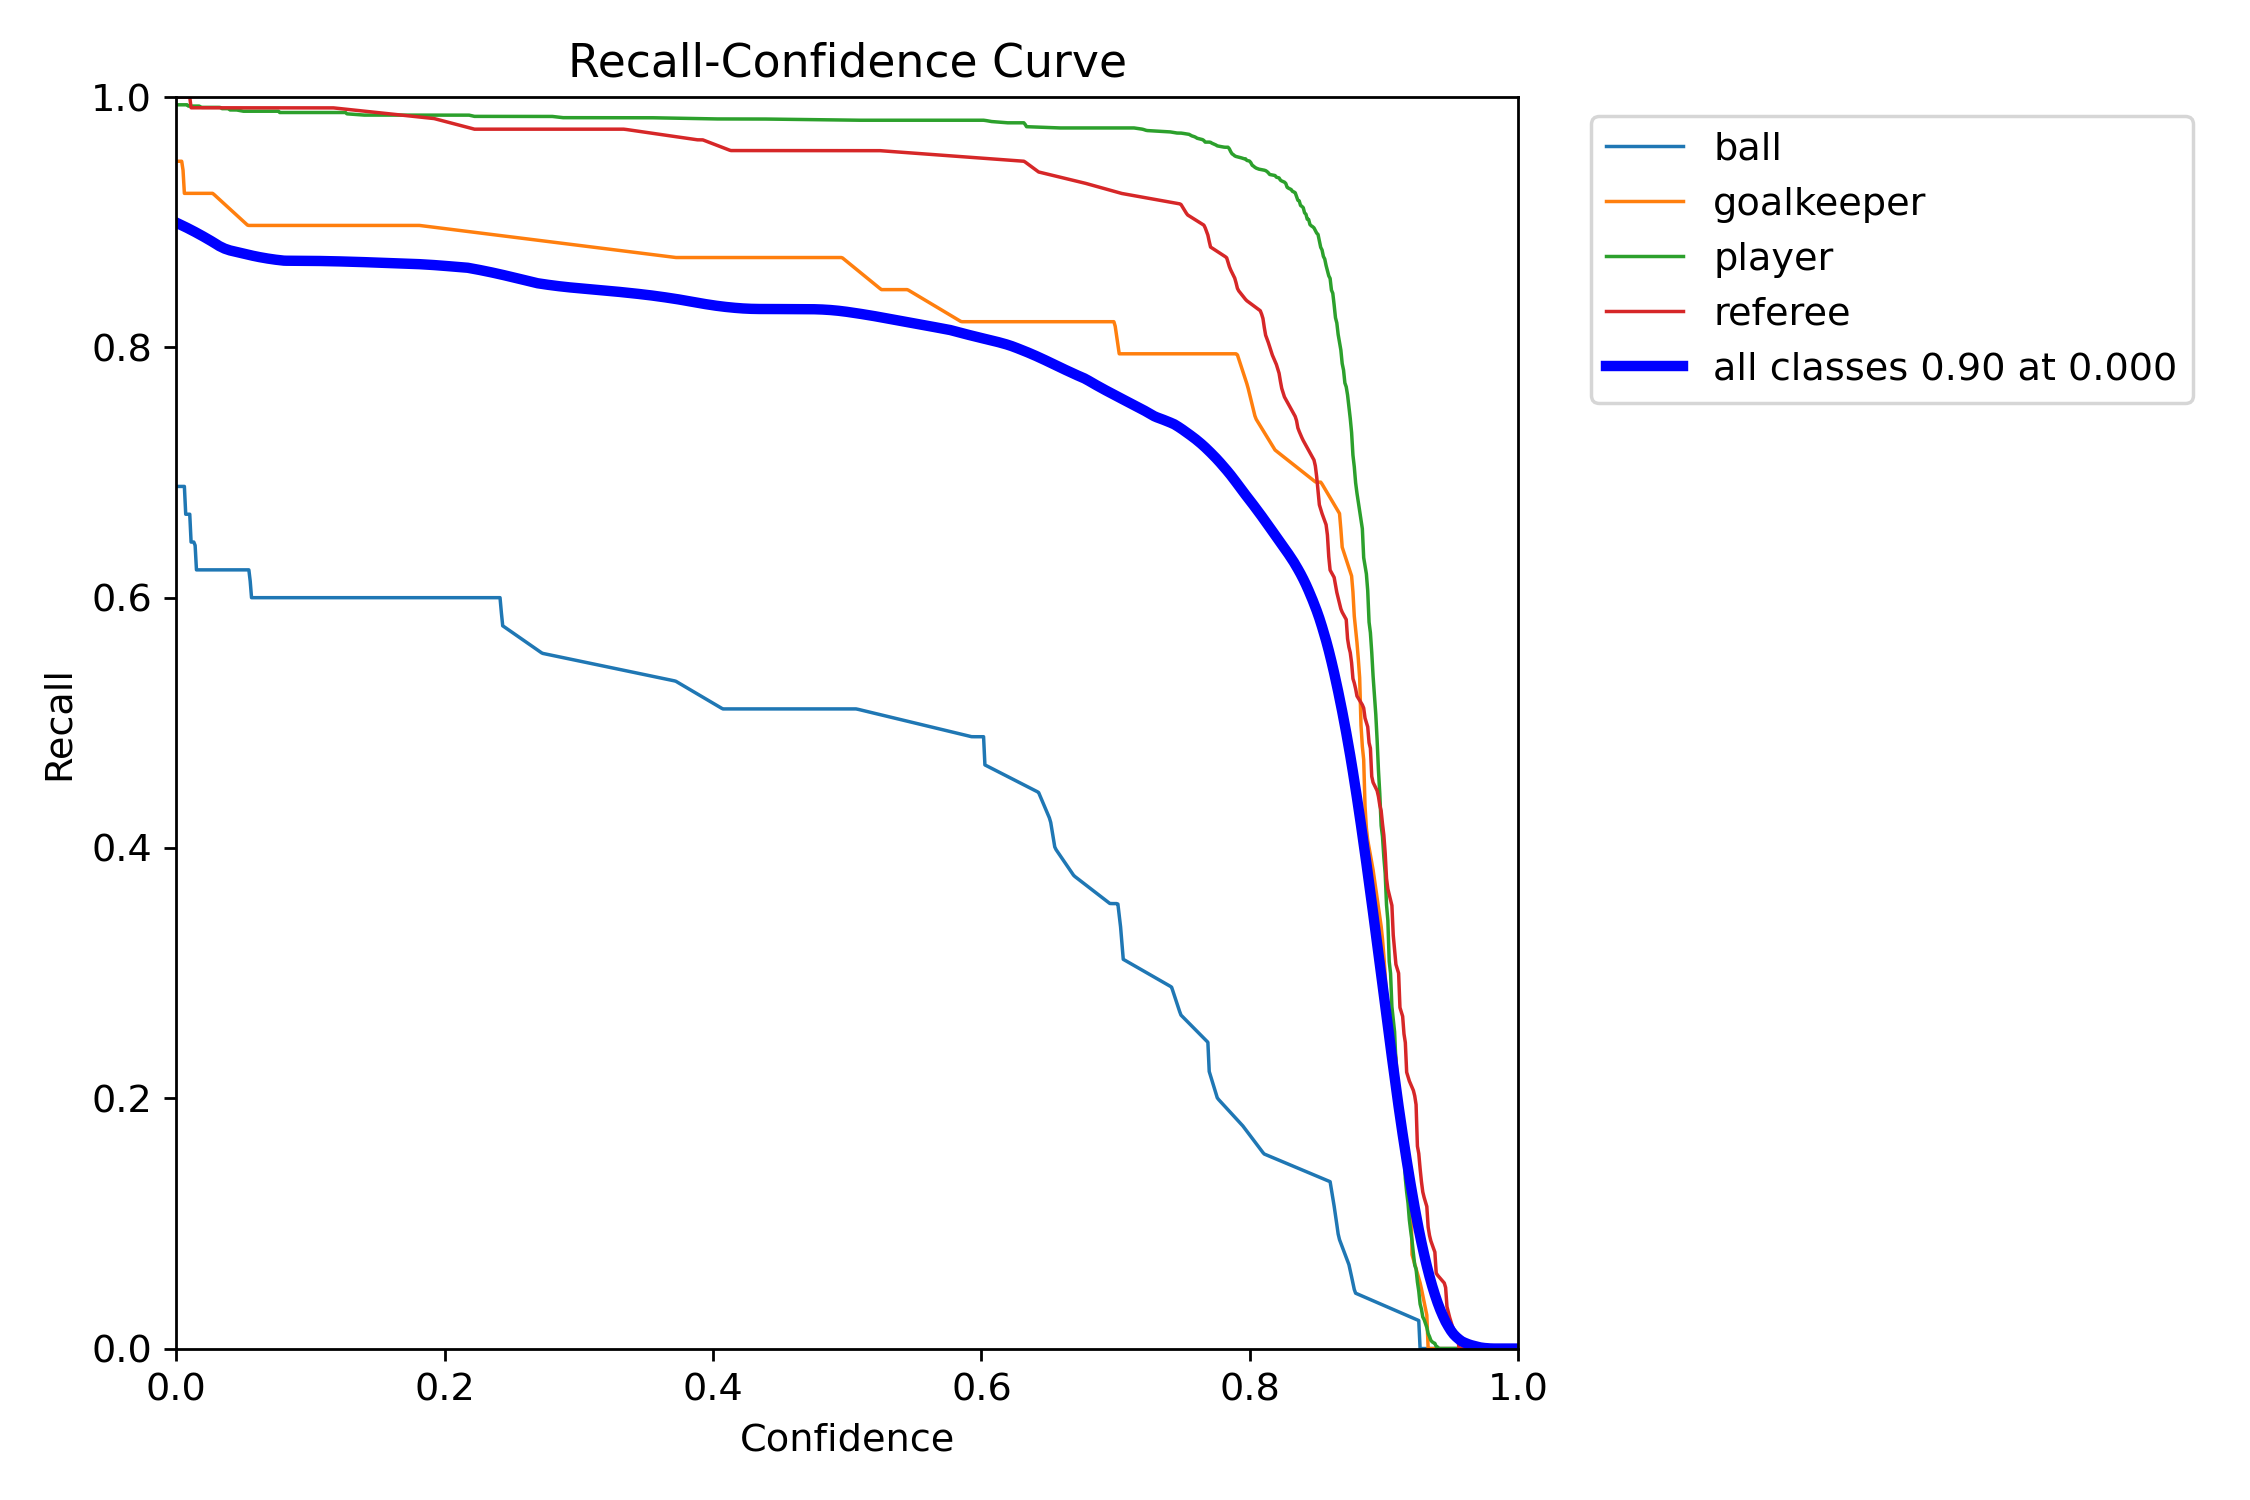 Recall-Confidence Curve
1.0
0.8
0.6
0.4
0.2
0.0
Recall
0.0 0.2 0.4 0.6 0.8 1.0
Confidence
ball
goalkeeper
player
referee
all classes 0.90 at 0.000